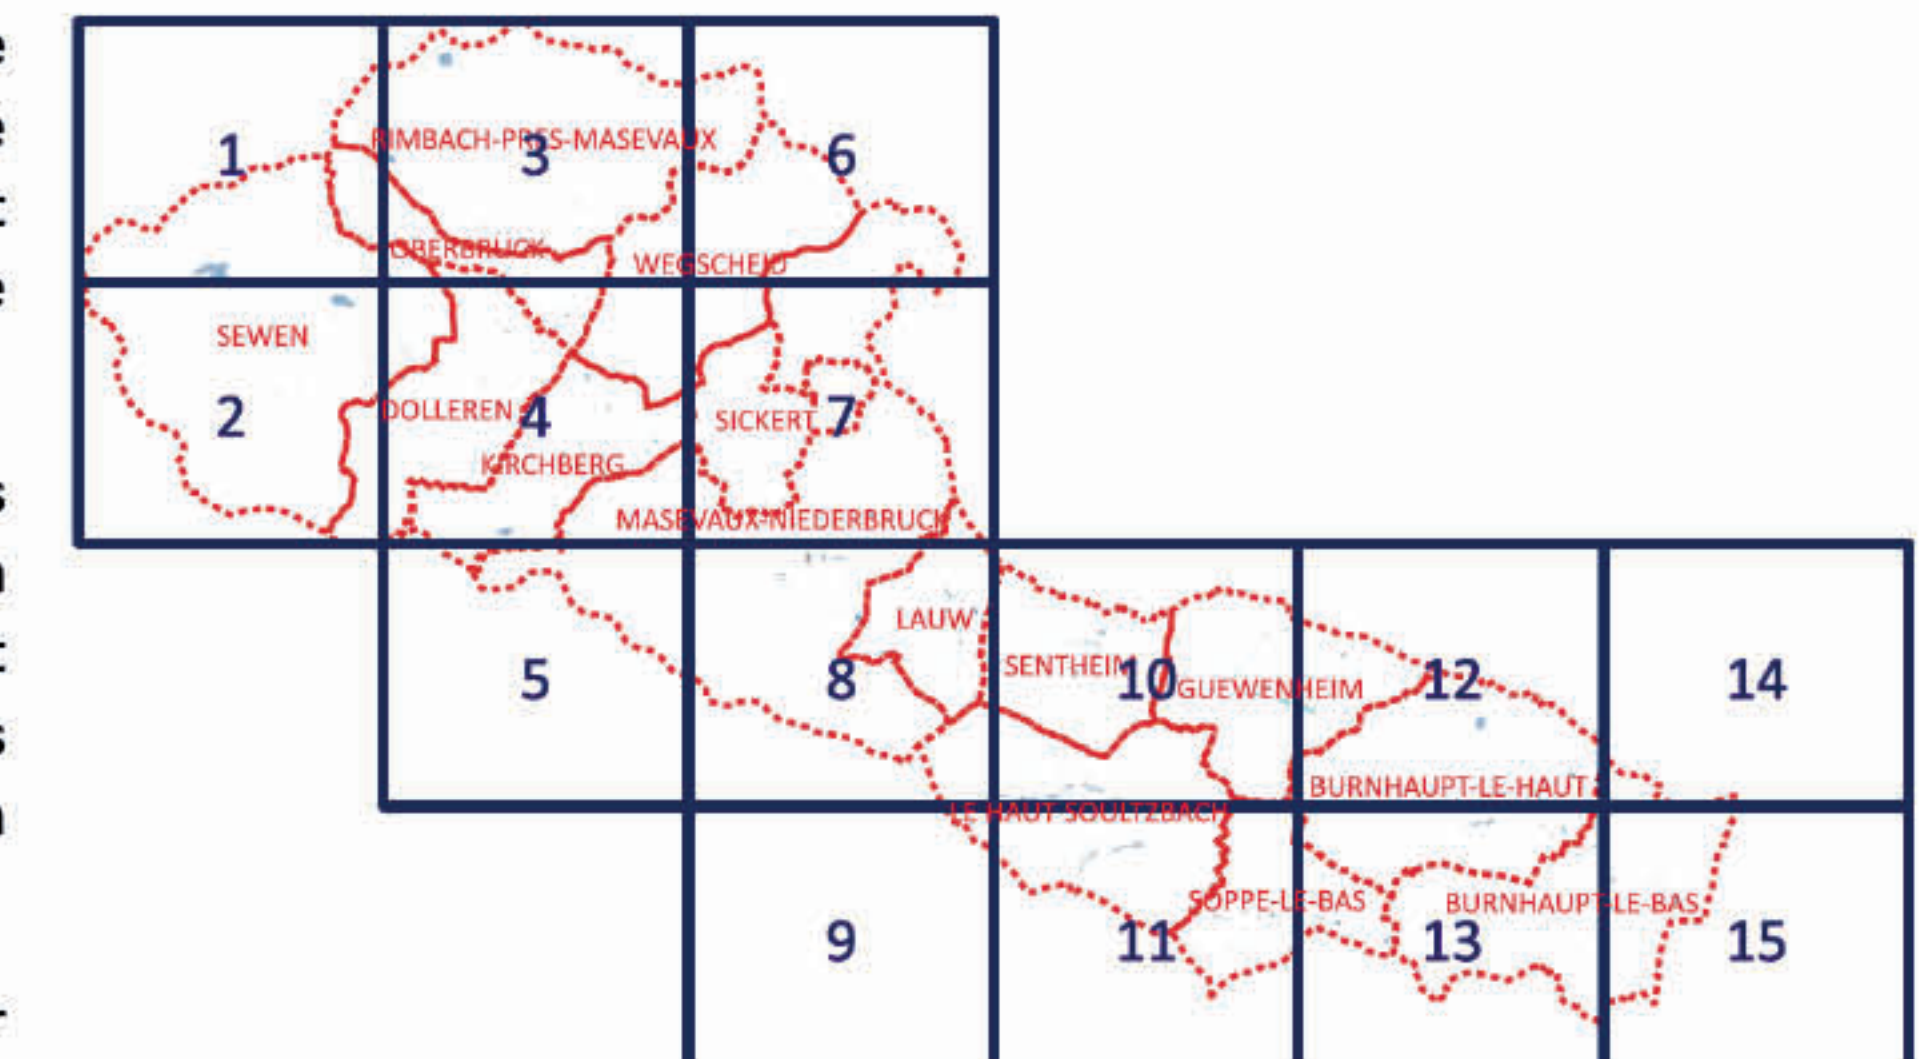 1
3
6
RIMBACH-PRES-MASEVAUX
OBERBRUCK
WEGSCHEID
SEWEN
2
DOLLEREN
4
SICKERT
7
KIRCHBERG
MASEVAUX-NIEDERBRUCK
LAUW
5
8
SENTHEIM
10
GUEWENHEIM
12
14
BURNHAUPT-LE-HAUT
LE HAUT SOULTZBACH
SOPPE-LE-BAS
BURNHAUPT-LE-BAS
9
11
13
15